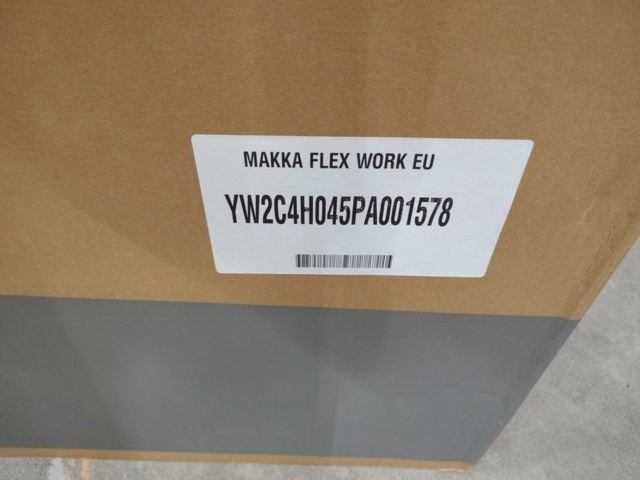 MAKKA FLEX WORK EU
YW2C4H045PA001578